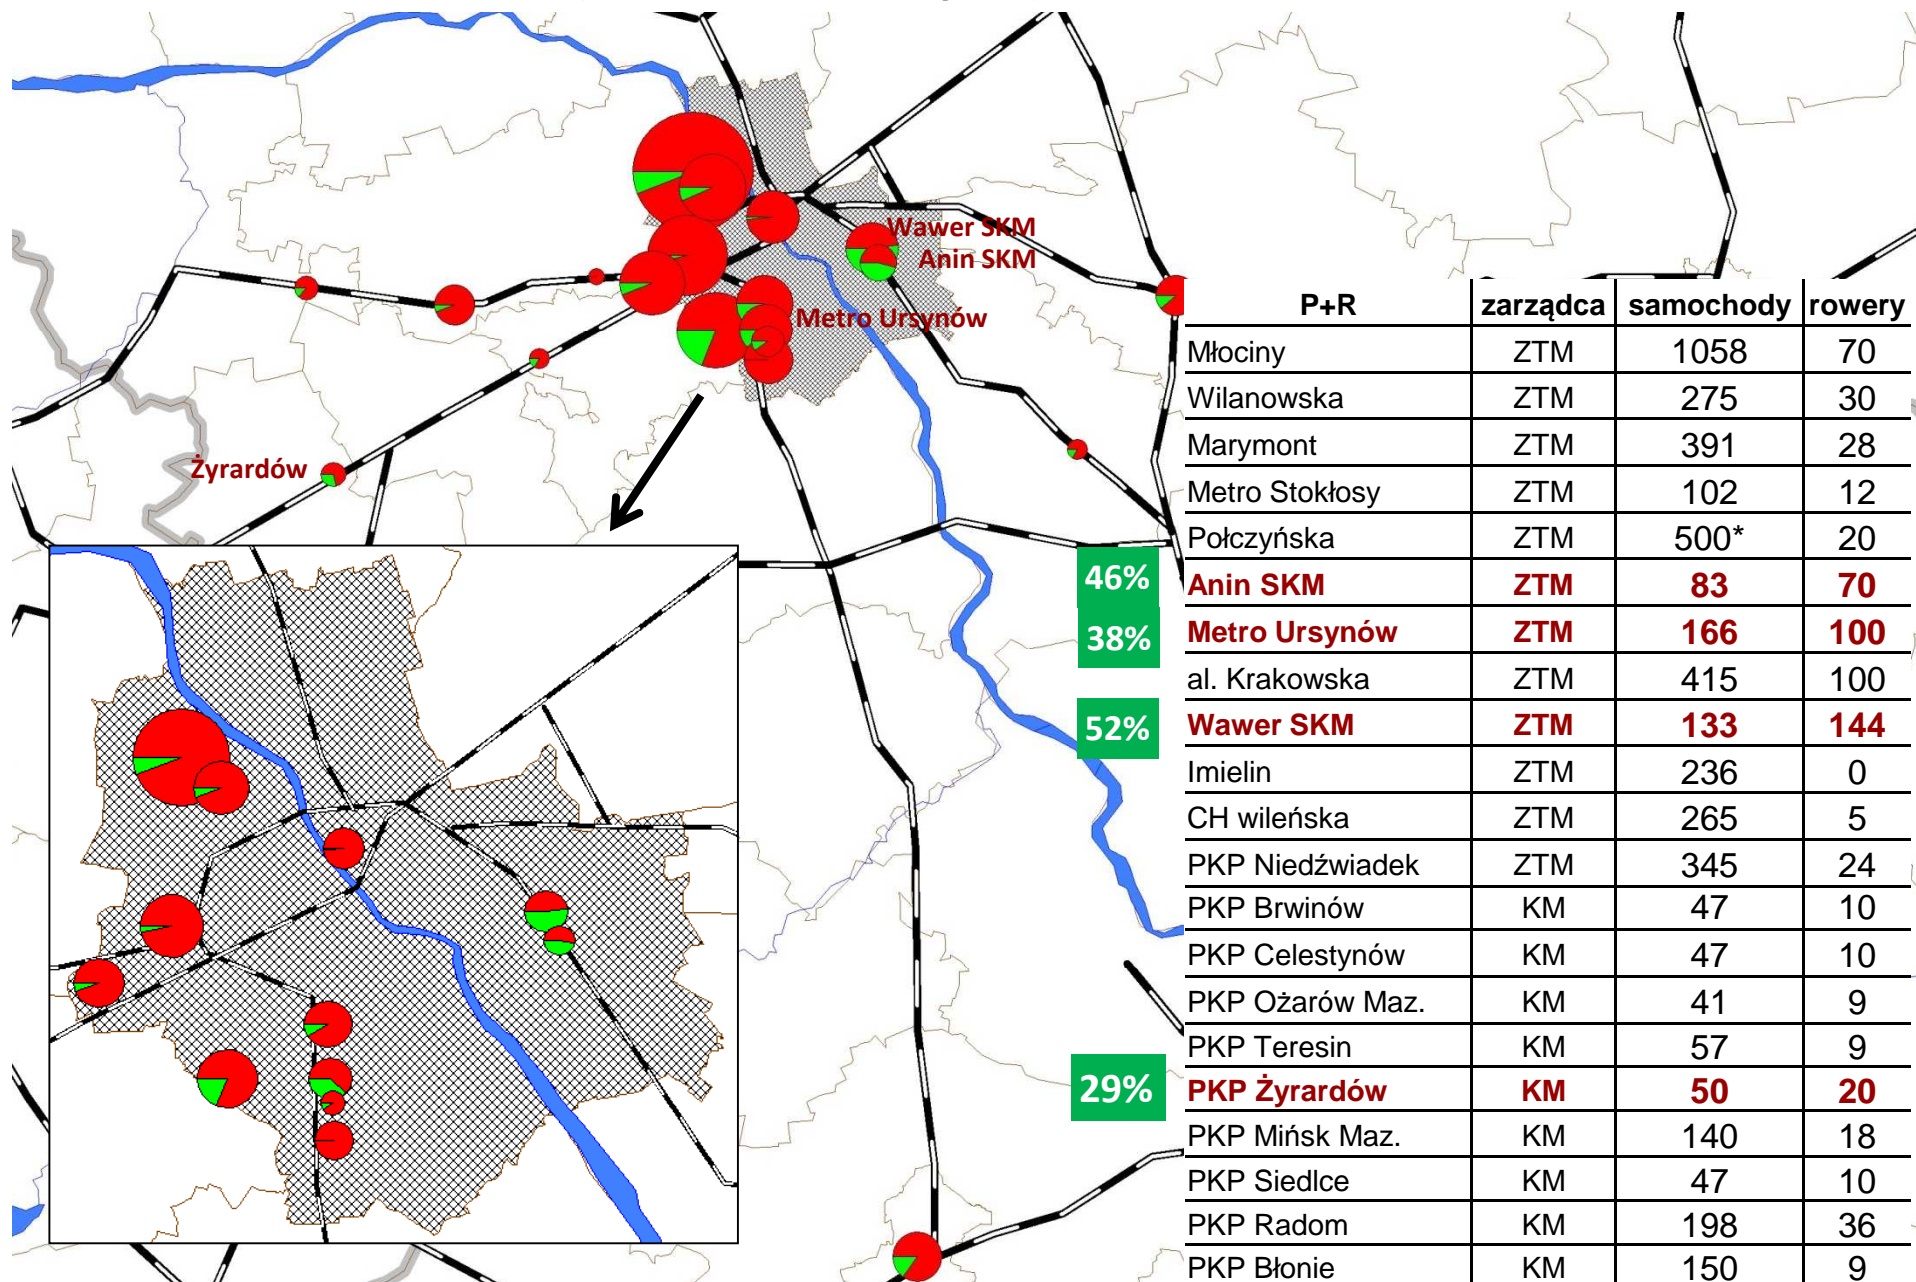 Wawer SKM
Anin SKM
Metro Ursynów
Żyrardów
P+R zarządca samochody rowery
Młociny ZTM 1058 70
Wilanowska ZTM 275 30
Marymont ZTM 391 28
Metro Stokłosy ZTM 102 12
Połczyńska ZTM 500* 20
46% Anin SKM ZTM 83 70
38% Metro Ursynów ZTM 166 100
al. Krakowska ZTM 415 100
52% Wawer SKM ZTM 133 144
Imielin ZTM 236 0
CH wileńska ZTM 265 5
PKP Niedźwiadek ZTM 345 24
PKP Brwinów KM 47 10
PKP Celestynów KM 47 10
PKP Ożarów Maz. KM 41 9
PKP Teresin KM 57 9
29% PKP Żyrardów KM 50 20
PKP Mińsk Maz. KM 140 18
PKP Siedlce KM 47 10
PKP Radom KM 198 36
PKP Błonie KM 150 9